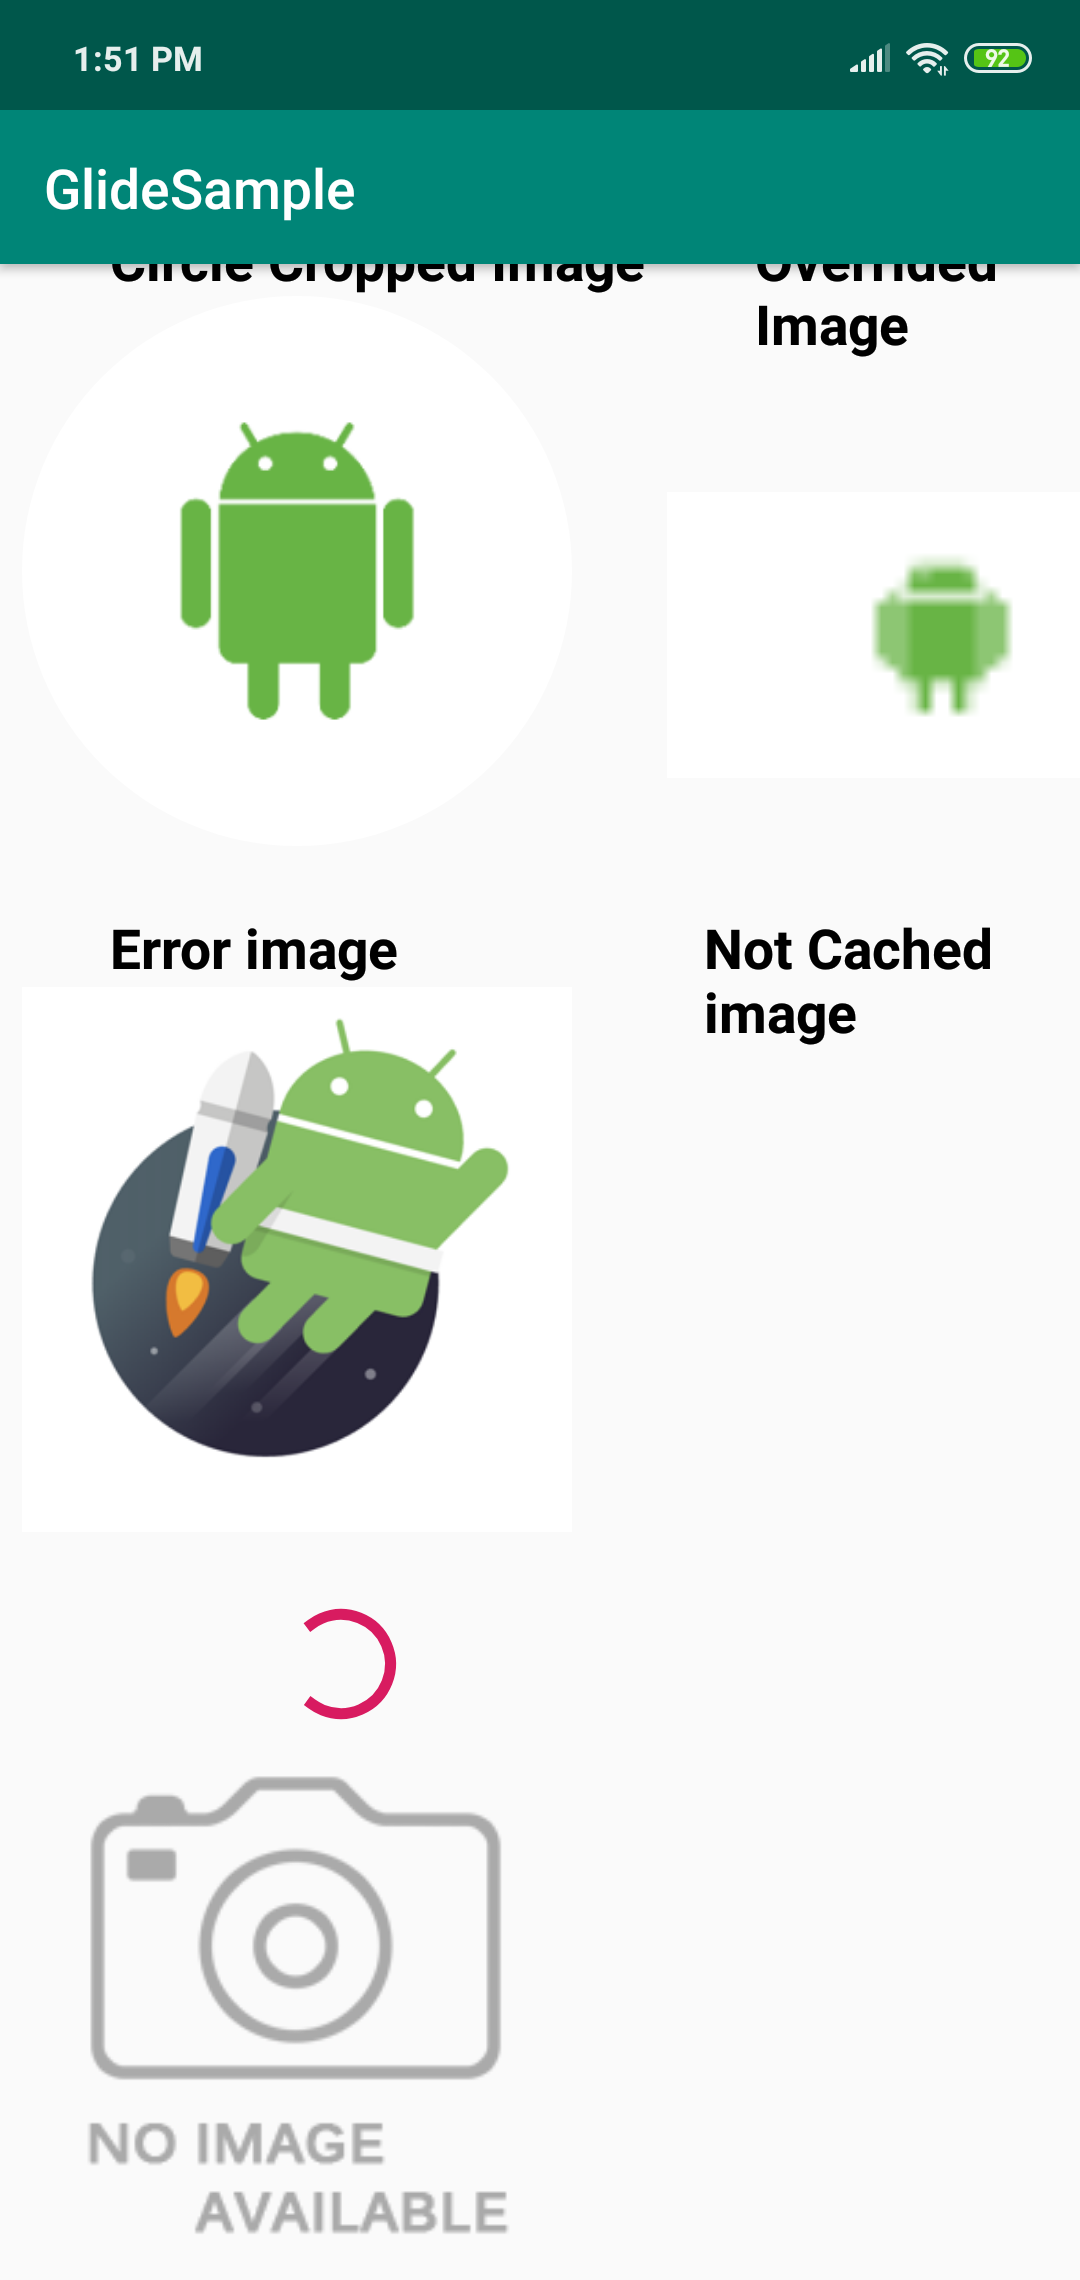 1:51 PM
92
GlideSample
Circle Cropped Image
Overrided
Image
Error image
Not Cached
image
NO IMAGE
AVAILABLE